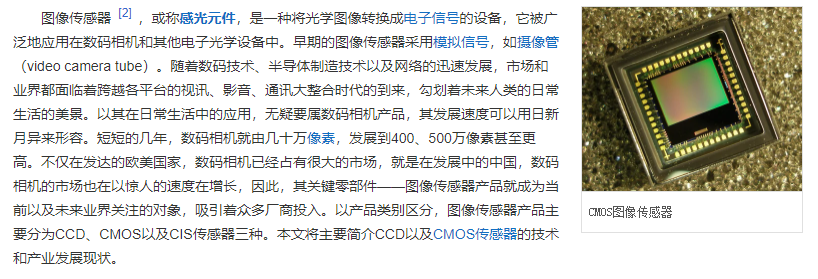 图像传感器 [2] ，或称感光元件，是一种将光学图像转换成电子信号的设备，它被广
泛地应用在数码相机和其他电子光学设备中。早期的图像传感器采用模拟信号，如摄像管
（video camera tube）。随着数码技术、半导体制造技术以及网络的迅速发展，市场和
业界都面临着跨越各平台的视讯、影音、通讯大整合时代的到来，勾划着未来人类的日常
生活的美景。以其在日常生活中的应用，无疑要属数码相机产品，其发展速度可以用日新
月异来形容。短短的几年，数码相机就由几十万像素，发展到400、500万像素甚至更
高。不仅在发达的欧美国家，数码相机已经占有很大的市场，就是在发展中的中国，数码
相机的市场也在以惊人的速度在增长，因此，其关键零部件——图像传感器产品就成为当
前以及未来业界关注的对象，吸引着众多厂商投入。以产品类别区分，图像传感器产品主
要分为CCD、CMOS以及CIS传感器三种。本文将主要简介CCD以及CMOS传感器的技术
和产业发展现状。
CMOS图像传感器